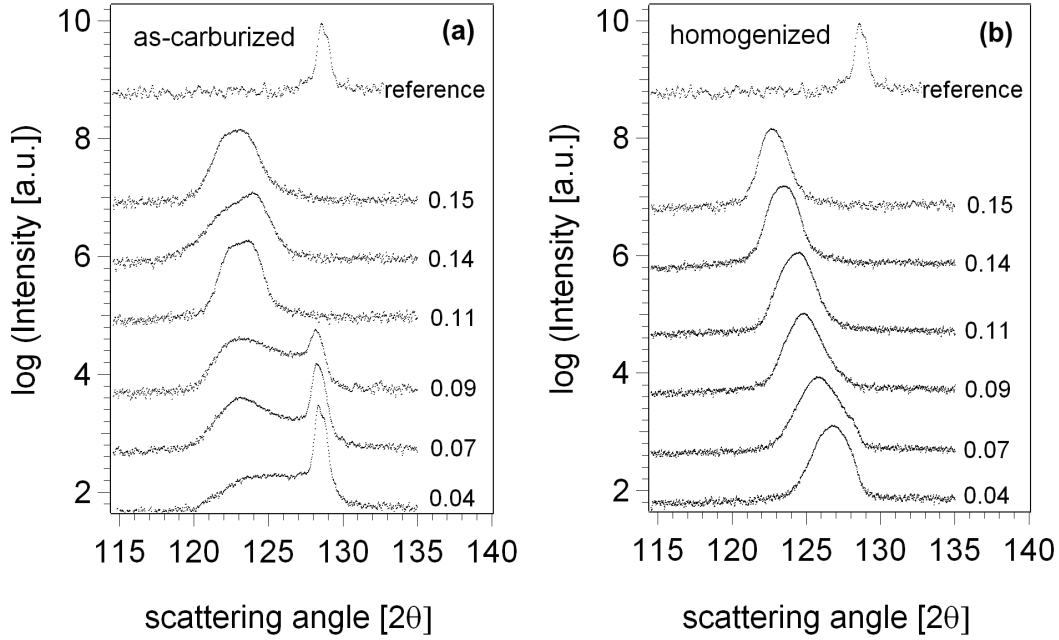 10
as-carburized
(a)
reference
8
0.15
6
0.14
0.11
4
0.09
0.07
2
0.04
115 120 125 130 135 140
scattering angle [2θ]
log (Intensity [a.u.])
10
homogenized
(b)
reference
8
0.15
6
0.14
0.11
4
0.09
0.07
2
0.04
115 120 125 130 135 140
scattering angle [2θ]
log (Intensity [a.u.])